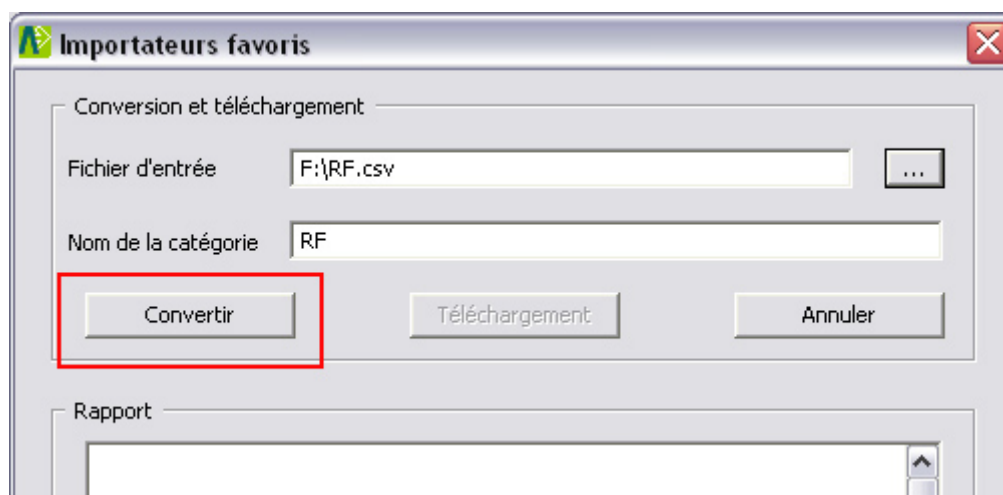 Importateurs favoris
Conversion et téléchargement
Fichier d'entrée F:\RF.csv ...
Nom de la catégorie RF
Convertir Téléchargement Annuler
Rapport